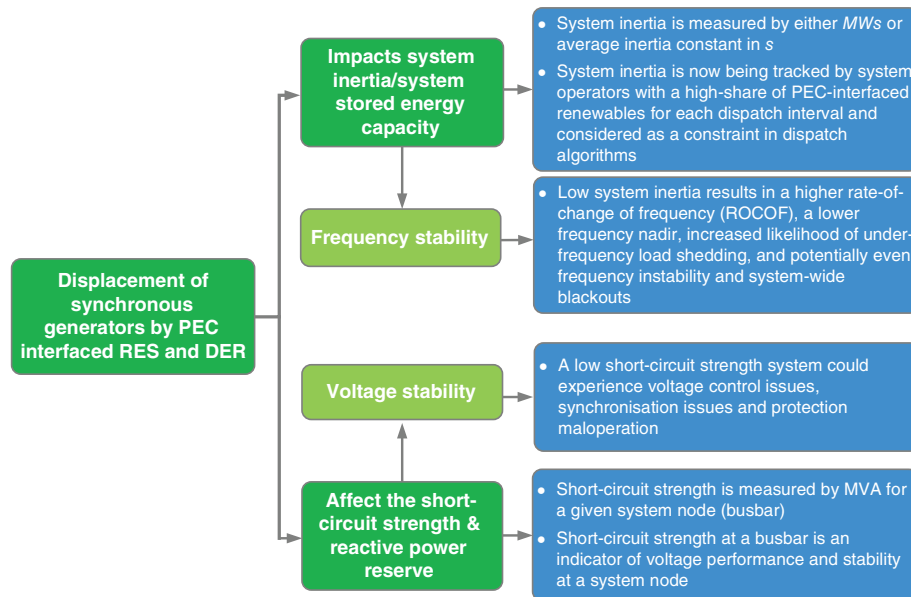 Impacts system
inertia/system
stored energy
capacity
• System inertia is measured by either MWs or
average inertia constant in s
• System inertia is now being tracked by system
operators with a high-share of PEC-interfaced
renewables for each dispatch interval and
considered as a constraint in dispatch
algorithms
Frequency stability
• Low system inertia results in a higher rate-of-
change of frequency (ROCOF), a lower
frequency nadir, increased likelihood of under-
frequency load shedding, and potentially even
frequency instability and system-wide
blackouts
Displacement of
synchronous
generators by PEC
interfaced RES and DER
Voltage stability
• A low short-circuit strength system could
experience voltage control issues,
synchronisation issues and protection
maloperation
Affect the short-
circuit strength &
reactive power
reserve
• Short-circuit strength is measured by MVA for
a given system node (busbar)
• Short-circuit strength at a busbar is an
indicator of voltage performance and stability
at a system node